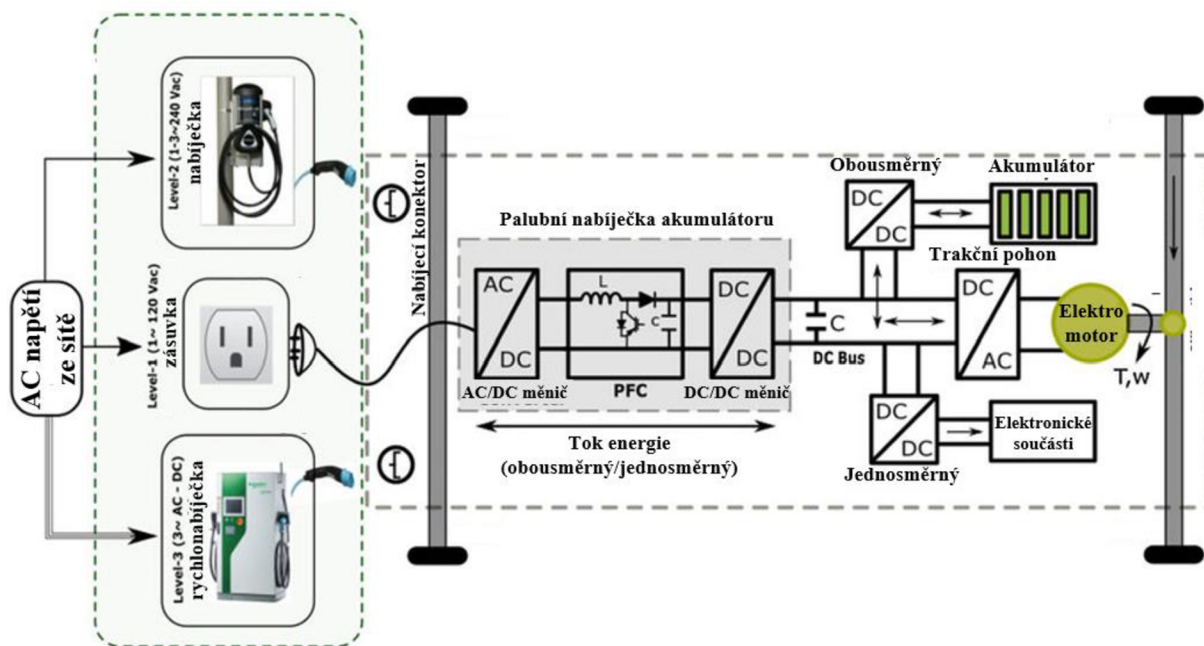 AC napětí
ze sítě
Level-2 (1-3~240 Vac)
nabíječka
Level-1 (1~ 120 Vac)
zásuvka
Level-3 (3~ AC - DC)
rychlonabíječka
Nabíjecí konektor
Palubní nabíječka akumulátoru
AC
DC
AC/DC měnič
L
C
PFC
DC
DC
DC/DC měnič
Tok energie
(obousměrný/jednosměrný)
C
DC Bus
Obousměrný
DC
DC
Akumulátor
Trakční pohon
DC
AC
Elektro
motor
T,w
DC
DC
Jednosměrný
Elektronické
součásti